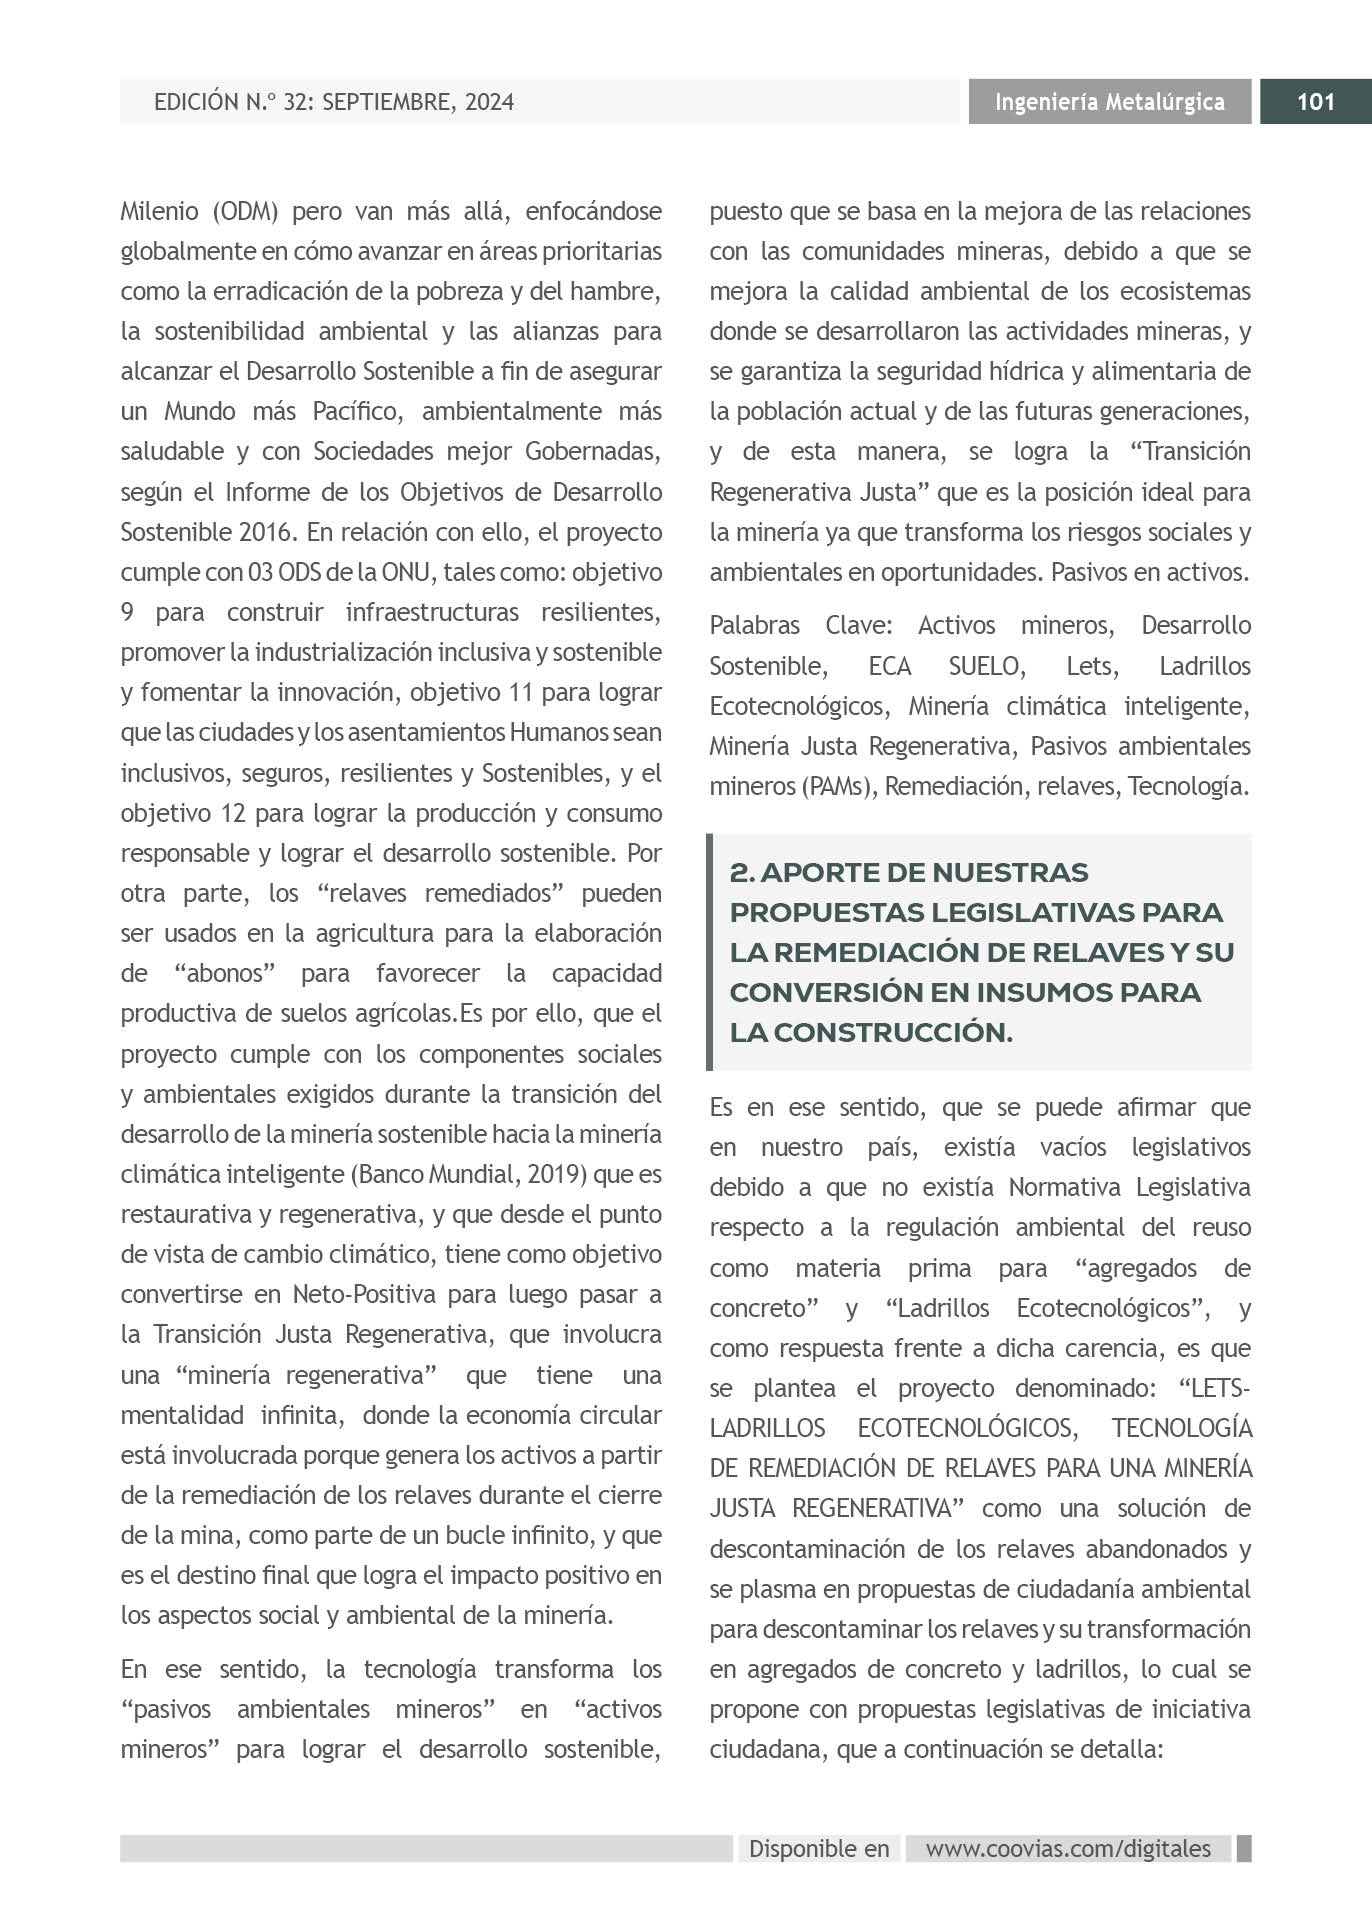 EDICIÓN N.º 32: SEPTIEMBRE, 2024
Ingeniería Metalúrgica
101
Milenio (ODM) pero van más allá, enfocándose
globalmente en cómo avanzar en áreas prioritarias
como la erradicación de la pobreza y del hambre,
la sostenibilidad ambiental y las alianzas para
alcanzar el Desarrollo Sostenible a fin de asegurar
un Mundo más Pacífico, ambientalmente más
saludable y con Sociedades mejor Gobernadas,
según el Informe de los Objetivos de Desarrollo
Sostenible 2016. En relación con ello, el proyecto
cumple con 03 ODS de la ONU, tales como: objetivo
9 para construir infraestructuras resilientes,
promover la industrialización inclusiva y sostenible
y fomentar la innovación, objetivo 11 para lograr
que las ciudades y los asentamientos Humanos sean
inclusivos, seguros, resilientes y Sostenibles, y el
objetivo 12 para lograr la producción y consumo
responsable y lograr el desarrollo sostenible. Por
otra parte, los “relaves remediados” pueden
ser usados en la agricultura para la elaboración
de “abonos” para favorecer la capacidad
productiva de suelos agrícolas.Es por ello, que el
proyecto cumple con los componentes sociales
y ambientales exigidos durante la transición del
desarrollo de la minería sostenible hacia la minería
climática inteligente (Banco Mundial, 2019) que es
restaurativa y regenerativa, y que desde el punto
de vista de cambio climático, tiene como objetivo
convertirse en Neto-Positiva para luego pasar a
la Transición Justa Regenerativa, que involucra
una “minería regenerativa” que tiene una
mentalidad infinita, donde la economía circular
está involucrada porque genera los activos a partir
de la remediación de los relaves durante el cierre
de la mina, como parte de un bucle infinito, y que
es el destino final que logra el impacto positivo en
los aspectos social y ambiental de la minería.
En ese sentido, la tecnología transforma los
“pasivos ambientales mineros” en “activos
mineros” para lograr el desarrollo sostenible,
puesto que se basa en la mejora de las relaciones
con las comunidades mineras, debido a que se
mejora la calidad ambiental de los ecosistemas
donde se desarrollaron las actividades mineras, y
se garantiza la seguridad hídrica y alimentaria de
la población actual y de las futuras generaciones,
y de esta manera, se logra la “Transición
Regenerativa Justa” que es la posición ideal para
la minería ya que transforma los riesgos sociales y
ambientales en oportunidades. Pasivos en activos.
Palabras Clave: Activos mineros, Desarrollo
Sostenible, ECA SUELO, Lets, Ladrillos
Ecotecnológicos, Minería climática inteligente,
Minería Justa Regenerativa, Pasivos ambientales
mineros (PAMs), Remediación, relaves, Tecnología.
2. APORTE DE NUESTRAS
PROPUESTAS LEGISLATIVAS PARA
LA REMEDIACIÓN DE RELAVES Y SU
CONVERSIÓN EN INSUMOS PARA
LA CONSTRUCCIÓN.
Es en ese sentido, que se puede afirmar que
en nuestro país, existía vacíos legislativos
debido a que no existía Normativa Legislativa
respecto a la regulación ambiental del reuso
como materia prima para “agregados de
concreto” y “Ladrillos Ecotecnológicos”, y
como respuesta frente a dicha carencia, es que
se plantea el proyecto denominado: “LETS-
LADRILLOS ECOTECNOLÓGICOS, TECNOLOGÍA
DE REMEDIACIÓN DE RELAVES PARA UNA MINERÍA
JUSTA REGENERATIVA” como una solución de
descontaminación de los relaves abandonados y
se plasma en propuestas de ciudadanía ambiental
para descontaminar los relaves y su transformación
en agregados de concreto y ladrillos, lo cual se
propone con propuestas legislativas de iniciativa
ciudadana, que a continuación se detalla:
Disponible en www.coovias.com/digitales